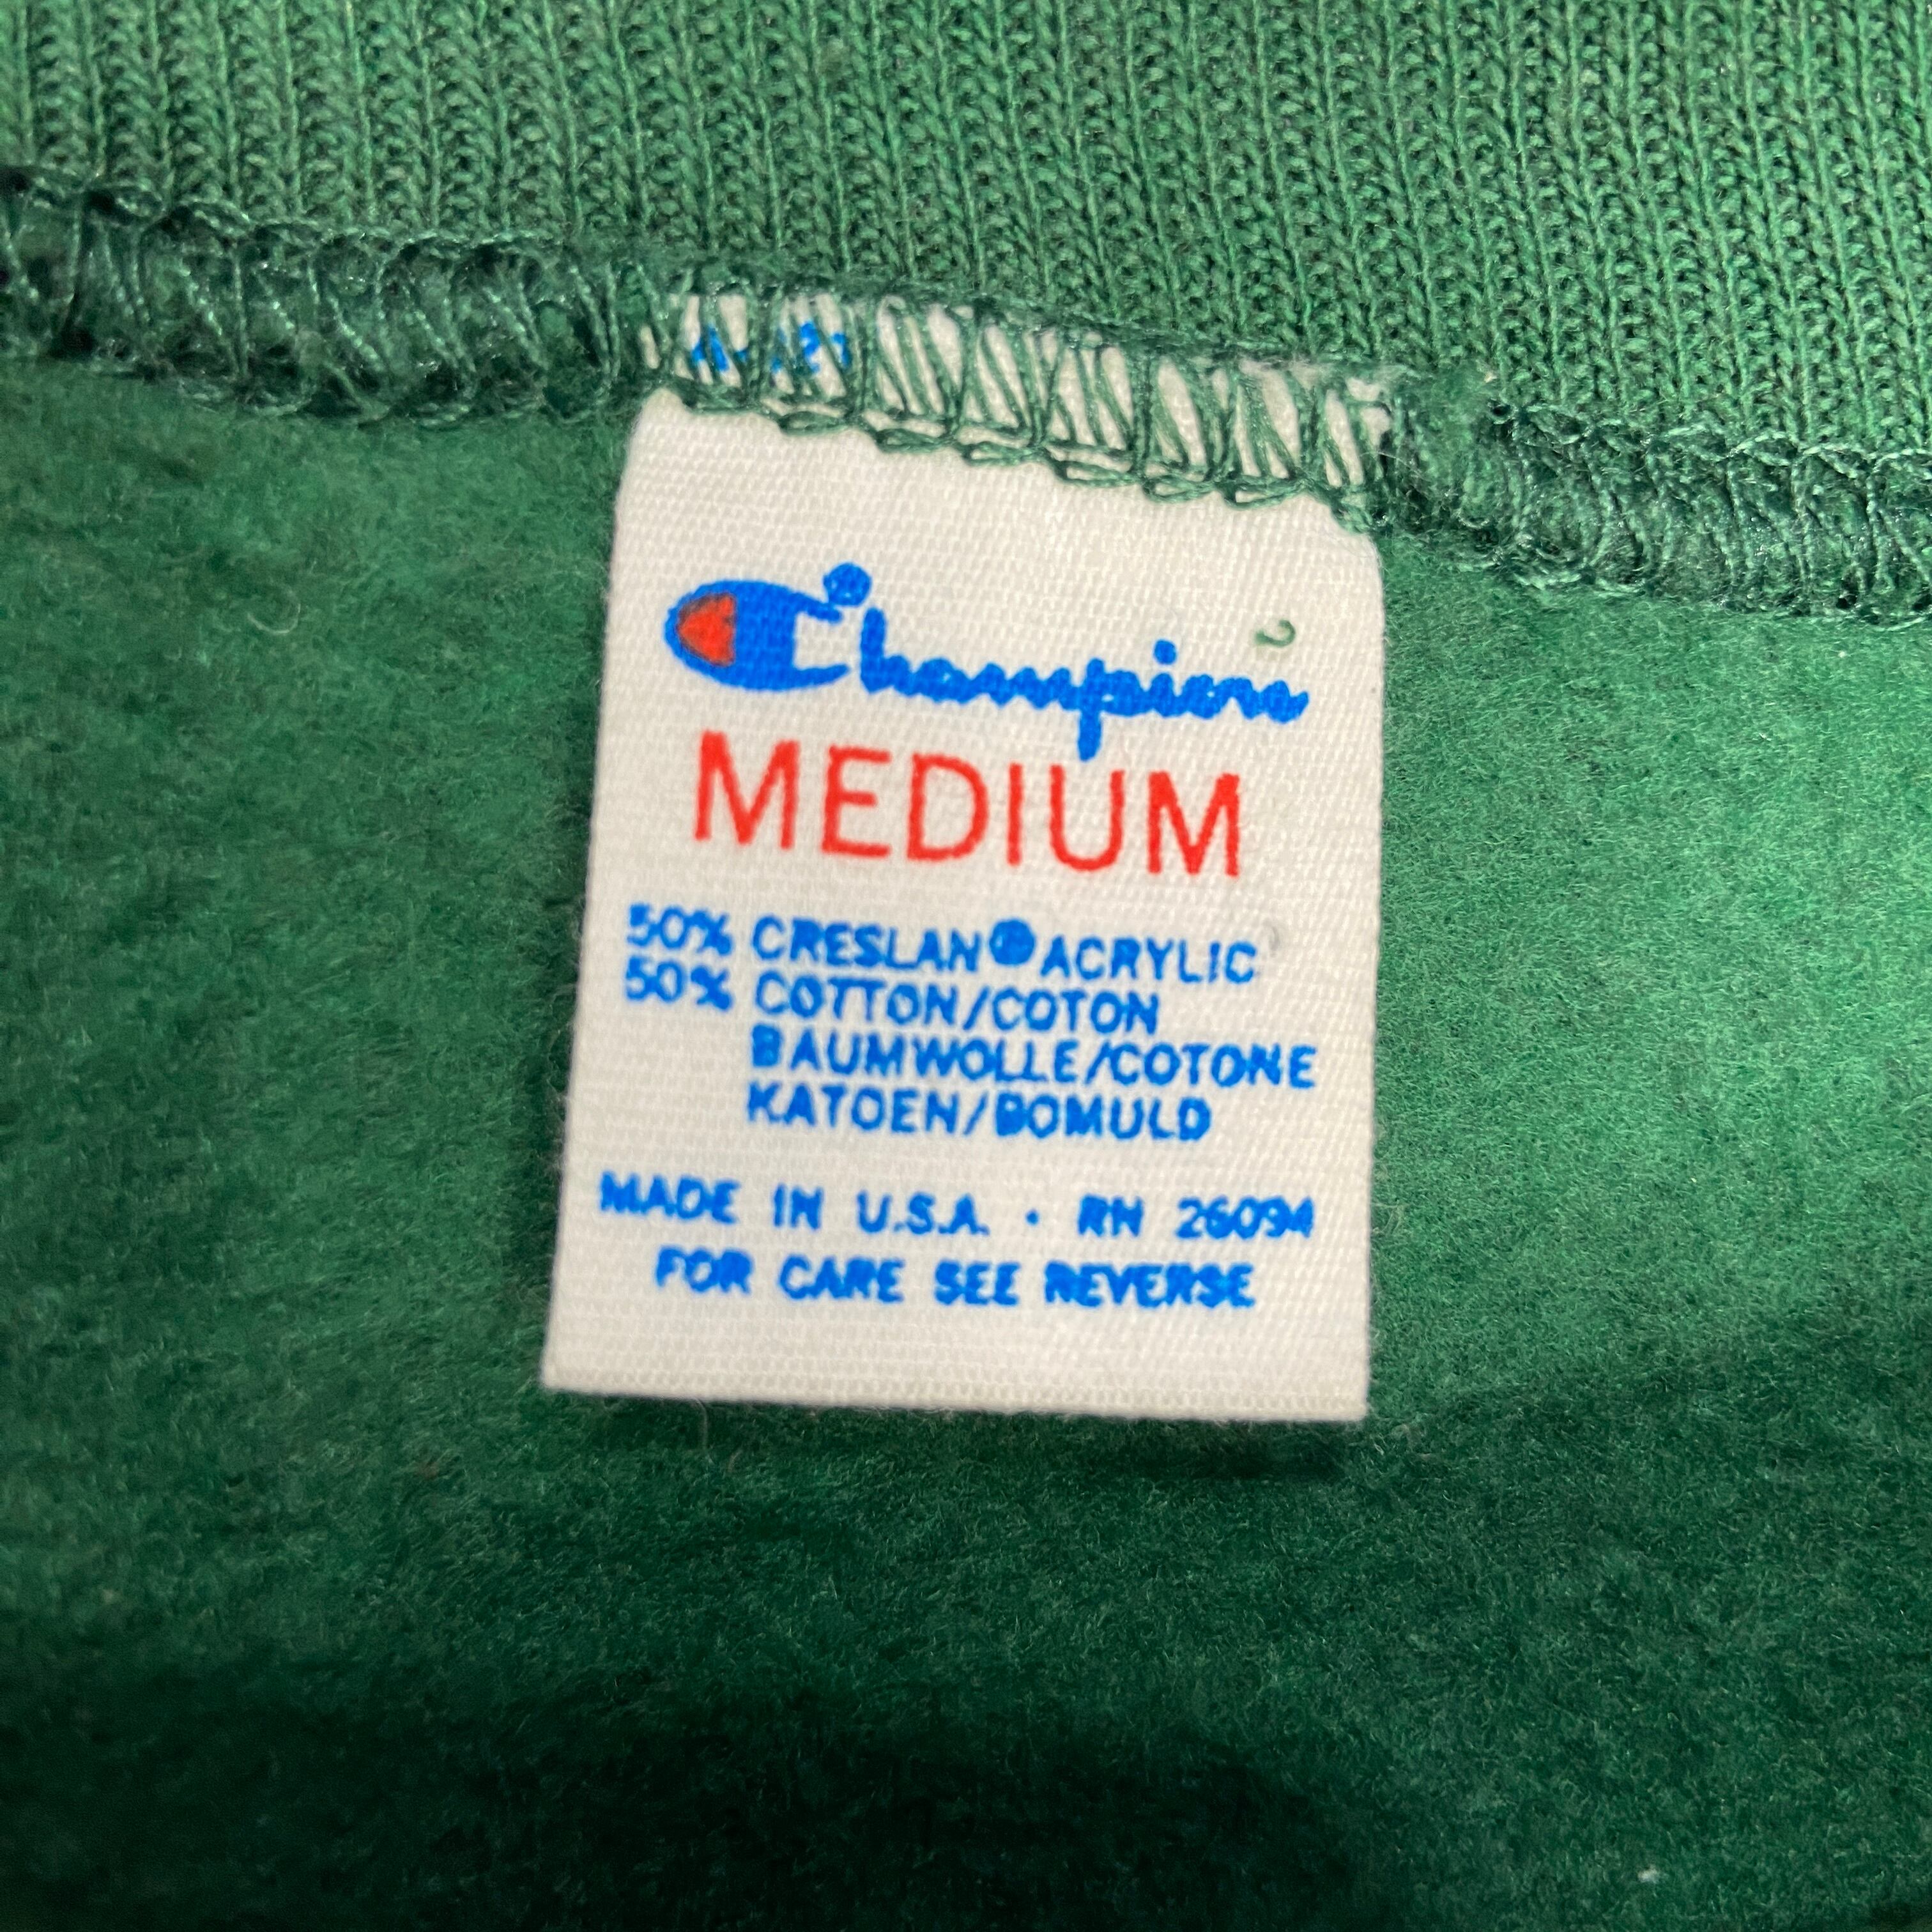 Champion
MEDIUM
50% CRESLAN® ACRYLIC
50% COTTON/COTON
BAUMWOLLE/COTONE
KATOEN/BOMULD
MADE IN U.S.A. · RN 26094
FOR CARE SEE REVERSE